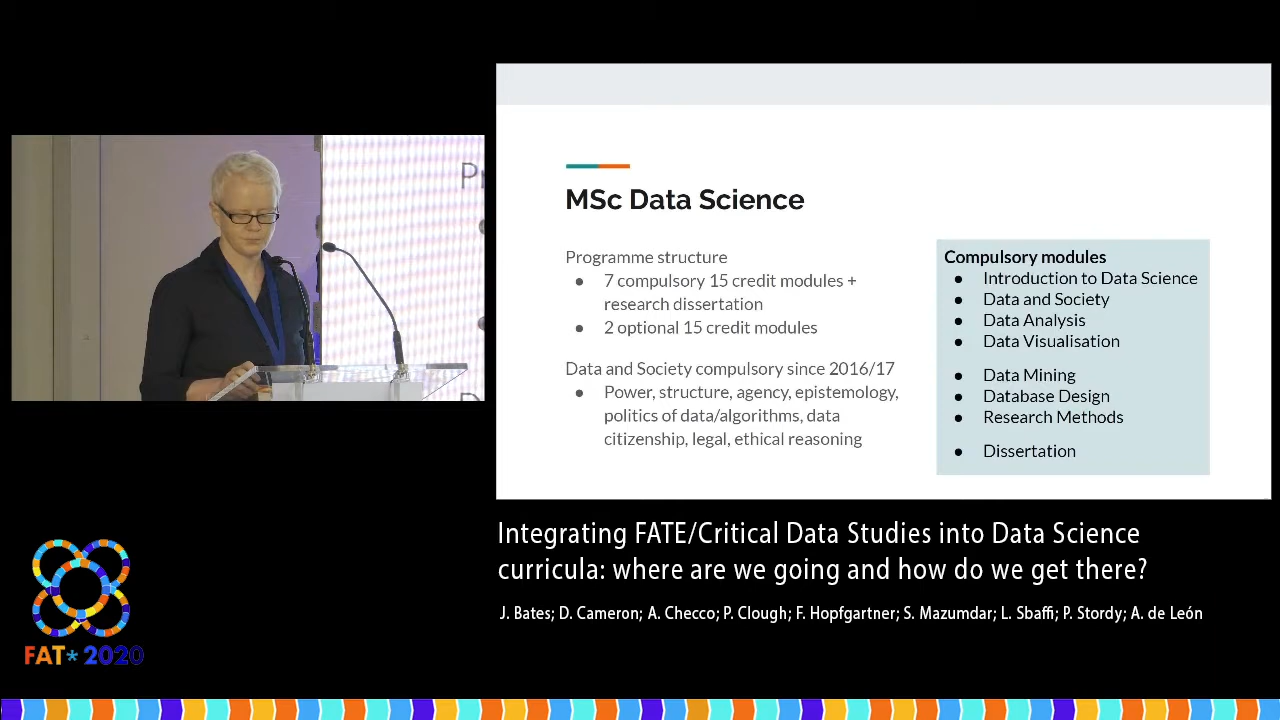 Pr
MSc Data Science
Programme structure
● 7 compulsory 15 credit modules +
research dissertation
● 2 optional 15 credit modules
Data and Society compulsory since 2016/17
● Power, structure, agency, epistemology,
politics of data/algorithms, data
citizenship, legal, ethical reasoning
Compulsory modules
● Introduction to Data Science
● Data and Society
● Data Analysis
● Data Visualisation
● Data Mining
● Database Design
● Research Methods
● Dissertation
Integrating FATE/Critical Data Studies into Data Science
curricula: where are we going and how do we get there?
J. Bates; D. Cameron; A. Checco; P. Clough; F. Hopfgartner; S. Mazumdar; L. Sbaffi; P. Stordy; A. de León
FAT* 2020